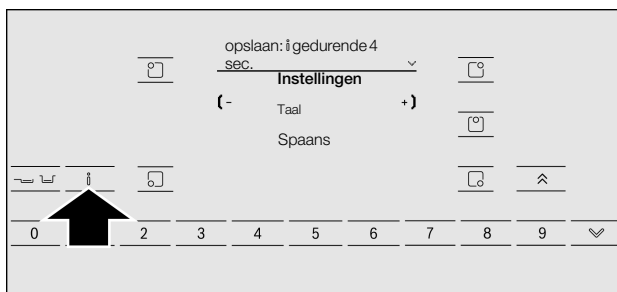 opslaan: i gedurende 4
sec.
Instellingen
(- Taal +)
Spaans
i
0 2 3 4 5 6 7 8 9